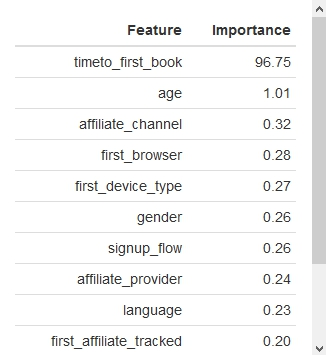 Feature Importance
timeto_first_book 96.75
age 1.01
affiliate_channel 0.32
first_browser 0.28
first_device_type 0.27
gender 0.26
signup_flow 0.26
affiliate_provider 0.24
language 0.23
first_affiliate_tracked 0.20